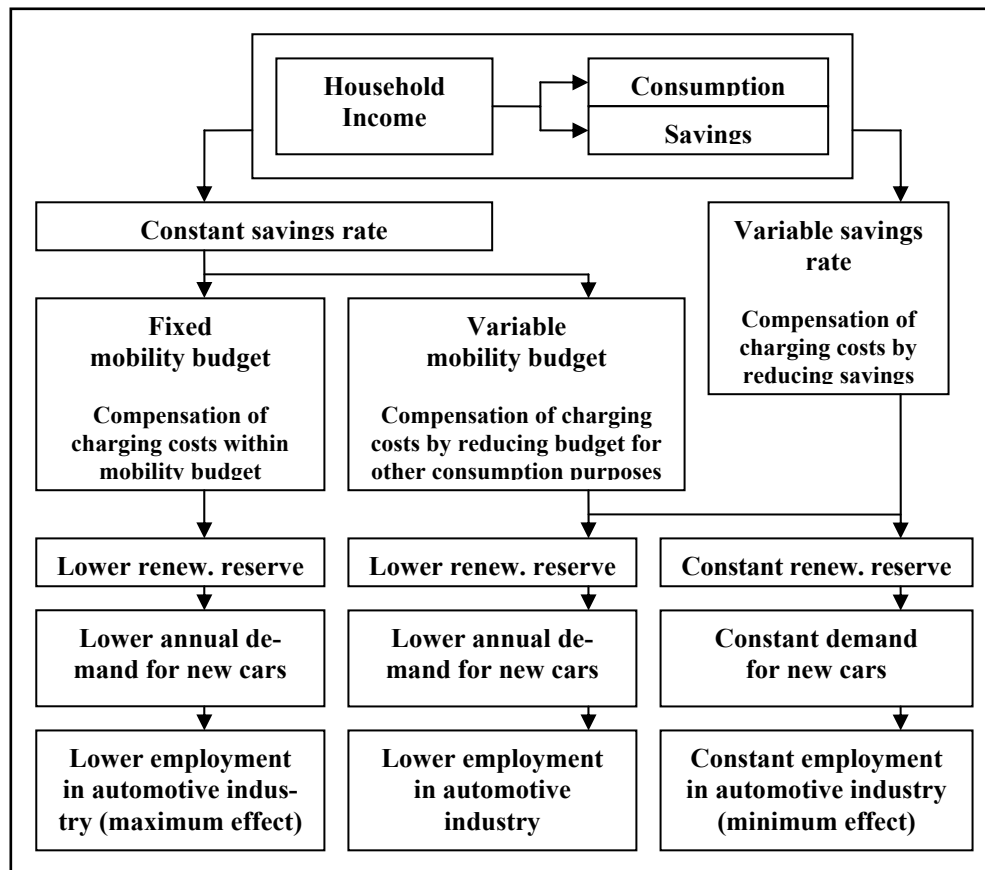 Household
Income
Consumption
Savings
Constant savings rate
Variable savings
rate
Compensation of
charging costs by
reducing savings
Fixed
mobility budget
Compensation of
charging costs within
mobility budget
Variable
mobility budget
Compensation of charging
costs by reducing budget for
other consumption purposes
Lower renew. reserve
Lower renew. reserve
Constant renew. reserve
Lower annual de-
mand for new cars
Lower annual de-
mand for new cars
Constant demand
for new cars
Lower employment
in automotive indus-
try (maximum effect)
Lower employment
in automotive
industry
Constant employment
in automotive industry
(minimum effect)